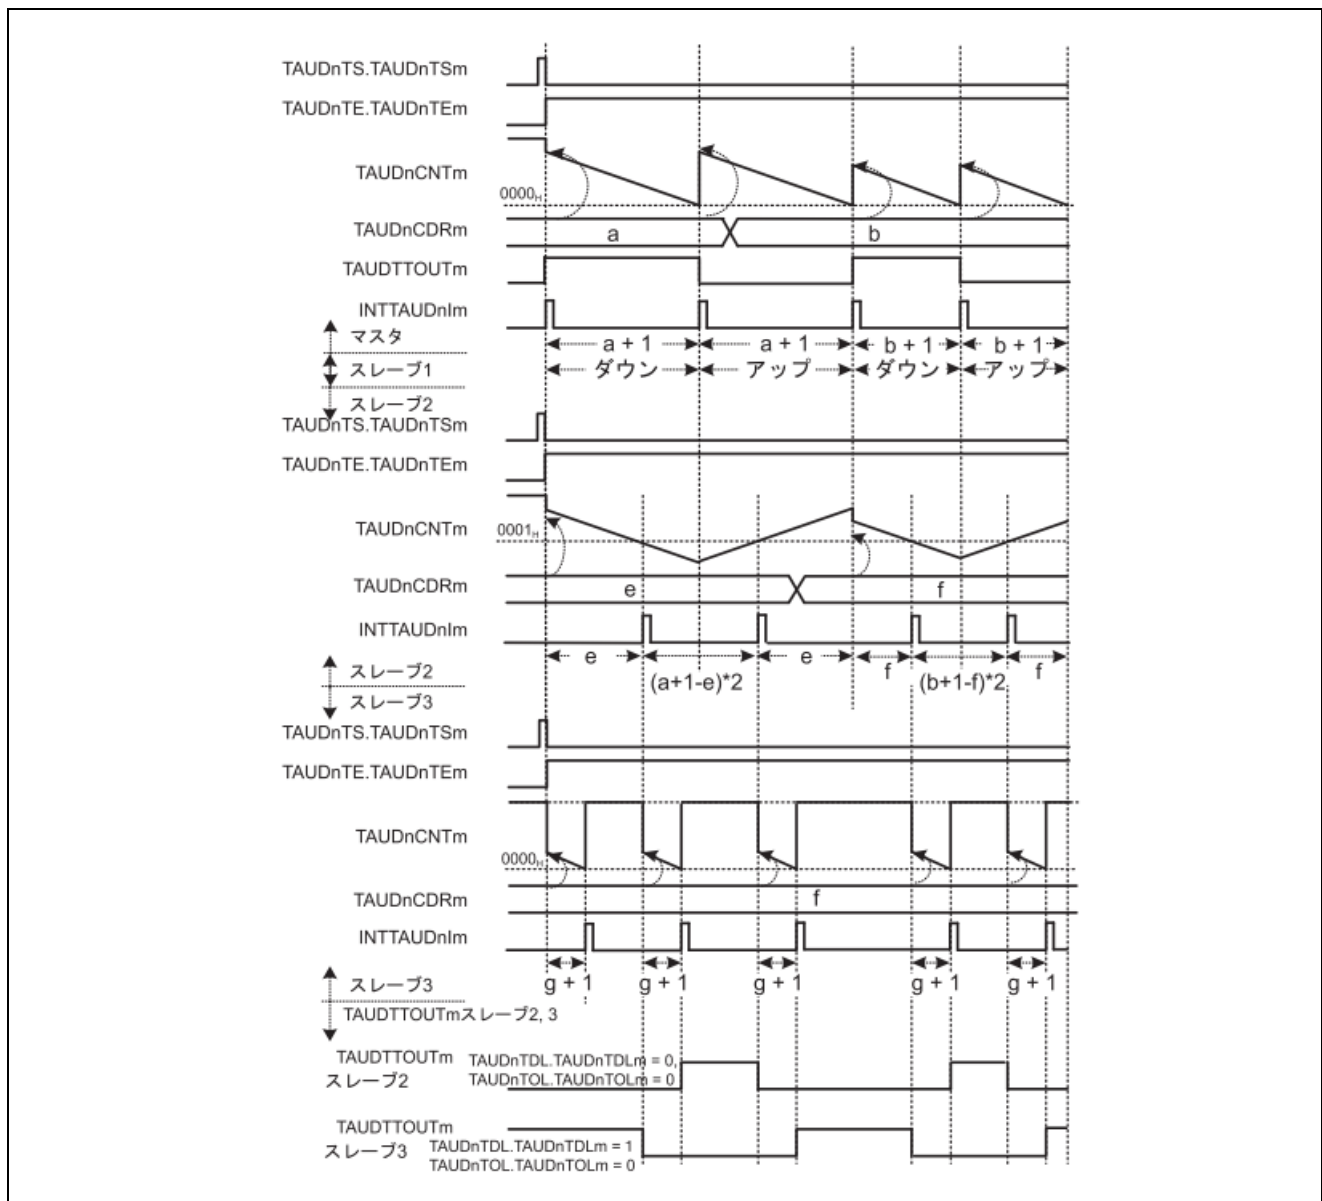 TAUDnTS.TAUDnTSm
TAUDnTE.TAUDnTEm
TAUDnCNTm
0000H
TAUDnCDRm
a
b
TAUDTTOUTm
INTTAUDnIm
マスタ
a + 1
a + 1
b + 1
b + 1
スレーブ1
ダウン
アップ
ダウン
アップ
スレーブ2
TAUDnTS.TAUDnTSm
TAUDnTE.TAUDnTEm
TAUDnCNTm
0001H
TAUDnCDRm
e
f
INTTAUDnIm
e
e
f
f
スレーブ2
(a+1-e)*2
(b+1-f)*2
スレーブ3
TAUDnTS.TAUDnTSm
TAUDnTE.TAUDnTEm
TAUDnCNTm
0000H
TAUDnCDRm
f
INTTAUDnIm
スレーブ3
g + 1
g + 1
g + 1
g + 1
g + 1
TAUDTTOUTmスレーブ2, 3
TAUDTTOUTm
スレーブ2
TAUDnTDL.TAUDnTDLm = 0,
TAUDnTOL.TAUDnTOLm = 0
TAUDTTOUTm
スレーブ3
TAUDnTDL.TAUDnTDLm = 1
TAUDnTOL.TAUDnTOLm = 0